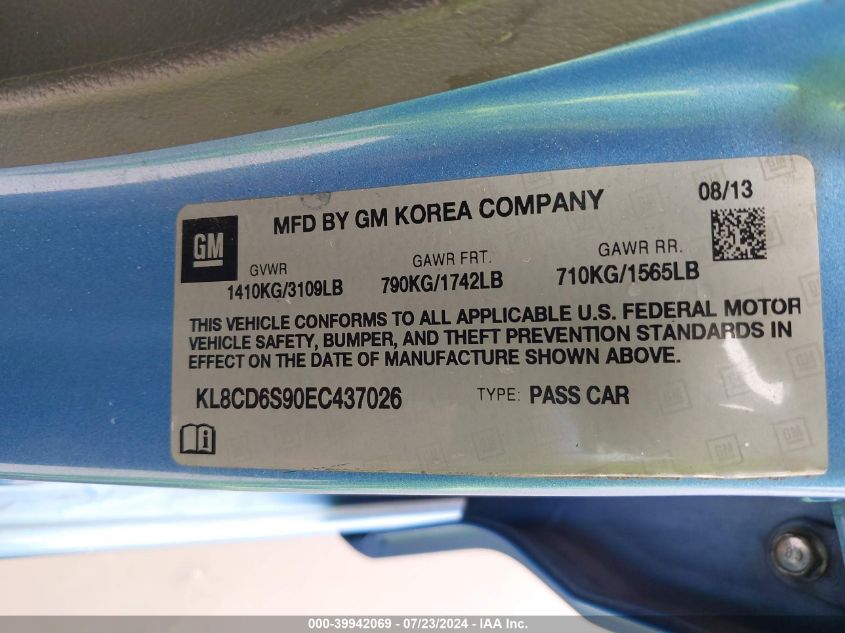 GM
MFD BY GM KOREA COMPANY
08/13
GVWR
GAWR FRT.
GAWR RR.
1410KG/3109LB
790KG/1742LB
710KG/1565LB
THIS VEHICLE CONFORMS TO ALL APPLICABLE U.S. FEDERAL MOTOR
VEHICLE SAFETY, BUMPER, AND THEFT PREVENTION STANDARDS IN
EFFECT ON THE DATE OF MANUFACTURE SHOWN ABOVE.
KL8CD6S90EC437026
TYPE: PASS CAR
000-39942069 / 07/23/2024 - IAA Inc.